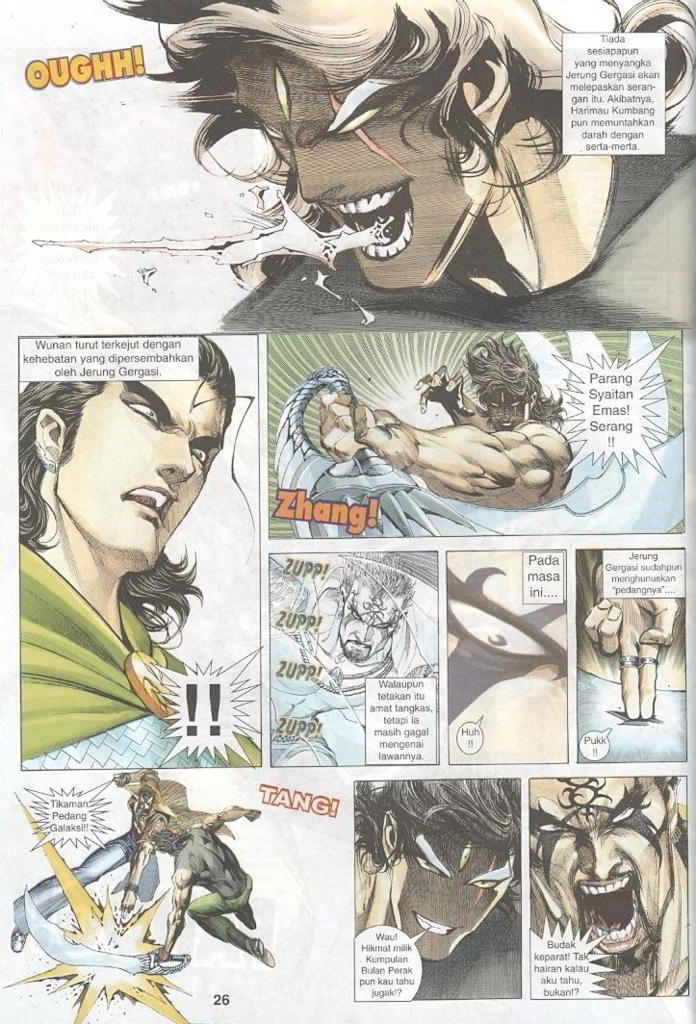 OUGHH!
Tiada
sesiapapun
yang menyangka
Jerung Gergasi akan
melepaskan seran-
gan itu. Akibatnya,
Harimau Kumbang
pun memuntahkan
darah dengan
serta-merta.
Wunan turut terkejut dengan
kehebatan yang dipersembahkan
oleh Jerung Gergasi.
!!
Parang
Syaitan
Emas!
Serang
!!
Zhang!
ZUPP!
ZUPP!
ZUPP!
ZUPP!
Walaupun
tetakan itu
amat tangkas,
tetapi ia
masih gagal
mengenai
lawannya.
Pada
masa
ini....
Huh
!!
Jerung
Gergasi sudahpun
menghunuskan
"pedangnya"....
Pukk
!!
Tikaman
Pedang
Galaksi!!
TANG!
Wau!
Hikmat milik
Kumpulan
Bulan Perak
pun kau tahu
jugak!?
Budak
keparat! Tak
hairan kalau
aku tahu,
bukan!?
26